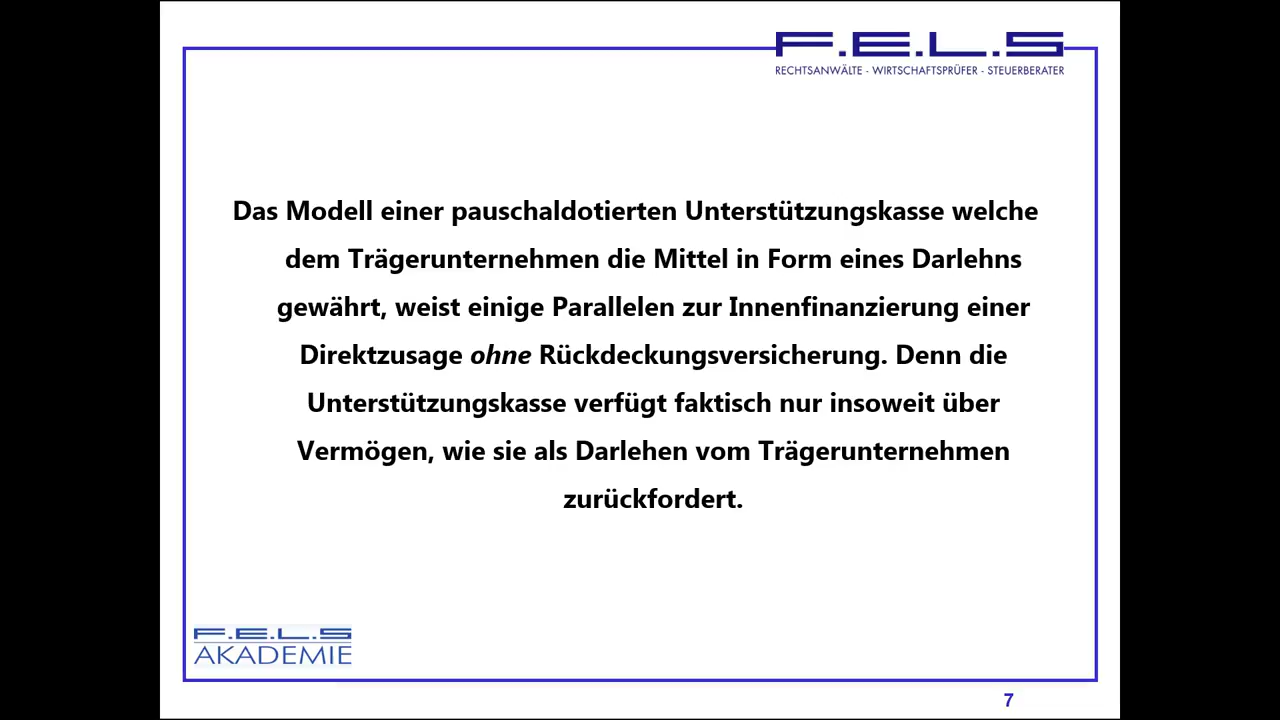 F.E.L.S
RECHTSANWÄLTE - WIRTSCHAFTSPRÜFER - STEUERBERATER
Das Modell einer pauschaldotierten Unterstützungskasse welche
dem Trägerunternehmen die Mittel in Form eines Darlehns
gewährt, weist einige Parallelen zur Innenfinanzierung einer
Direktzusage ohne Rückdeckungsversicherung. Denn die
Unterstützungskasse verfügt faktisch nur insoweit über
Vermögen, wie sie als Darlehen vom Trägerunternehmen
zurückfordert.
F.E.L.S
AKADEMIE
7